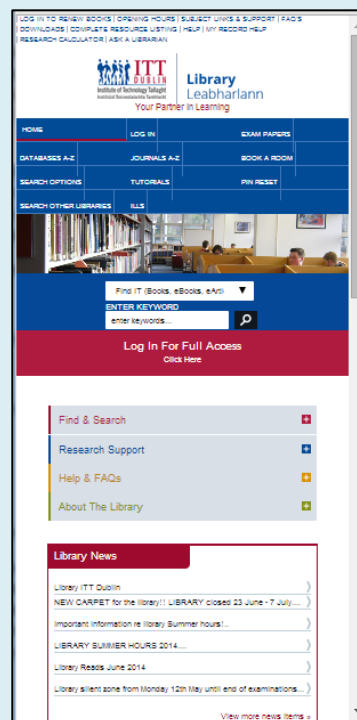 | LOG IN TO RENEW BOOKS | OPENING HOURS | SUBJECT LINKS & SUPPORT | FAQ'S
| DOWNLOADS | COMPLETE RESOURCE LISTING | HELP | MY RECORD HELP
| RESEARCH CALCULATOR | ASK A LIBRARIAN
ITT
DUBLIN
Institute of Technology Tallaght
Institiúid Teicneolaíochta Tamhlacht
Library
Leabharlann
Your Partner in Learning
HOME LOG IN EXAM PAPERS
DATABASES A-Z JOURNALS A-Z BOOK A ROOM
SEARCH OPTIONS TUTORIALS PIN RESET
SEARCH OTHER LIBRARIES ILLS
Find IT (Books, eBooks, eArti
ENTER KEYWORD
enter keywords...
Log In For Full Access
Click Here
Find & Search
Research Support
Help & FAQs
About The Library
Library News
Library ITT Dublin
NEW CARPET for the library!! LIBRARY closed 23 June - 7 July....
Important Information re library Summer hours!..
LIBRARY SUMMER HOURS 2014....
Library Reads June 2014
Library silent zone from Monday 12th May until end of examinations...
View more news items »